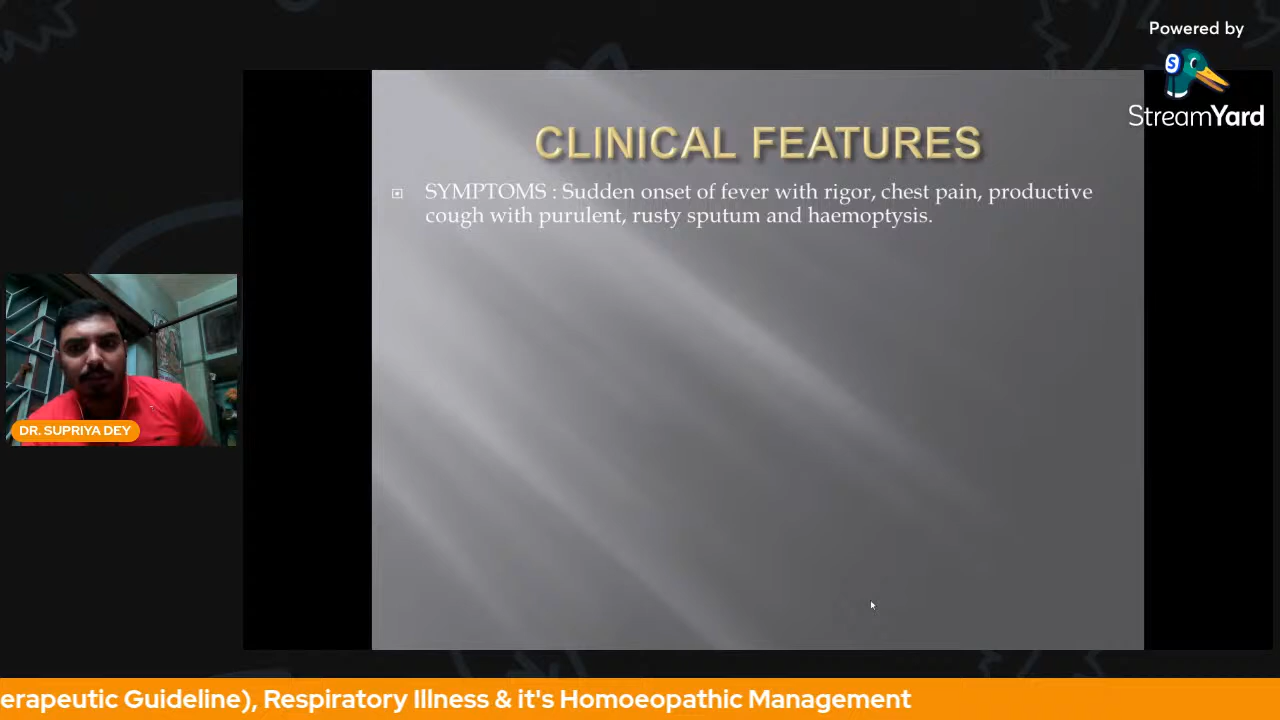 Powered by
StreamYard
CLINICAL FEATURES
SYMPTOMS : Sudden onset of fever with rigor, chest pain, productive
cough with purulent, rusty sputum and haemoptysis.
DR. SUPRIYA DEY
erapeutic Guideline), Respiratory Illness & it's Homoeopathic Management